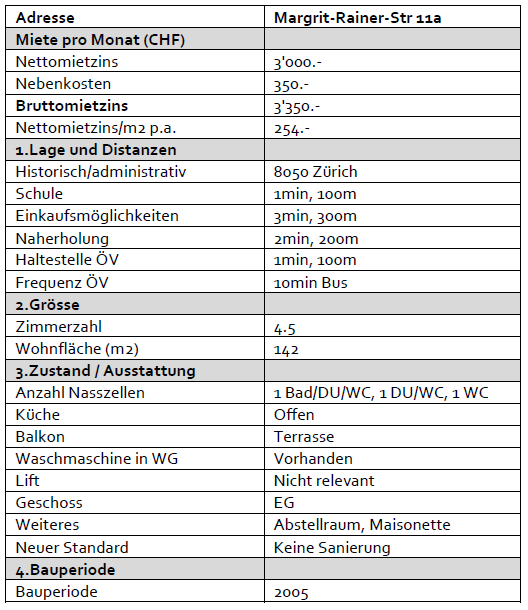 Adresse Margrit-Rainer-Str 11a
Miete pro Monat (CHF)
Nettomietzins 3'000.-
Nebenkosten 350.-
Bruttomietzins 3'350.-
Nettomietzins/m2 p.a. 254.-
1.Lage und Distanzen
Historisch/administrativ 8050 Zürich
Schule 1min, 100m
Einkaufsmöglichkeiten 3min, 300m
Naherholung 2min, 200m
Haltestelle ÖV 1min, 100m
Frequenz ÖV 10min Bus
2.Grösse
Zimmerzahl 4.5
Wohnfläche (m2) 142
3.Zustand / Ausstattung
Anzahl Nasszellen 1 Bad/DU/WC, 1 DU/WC, 1 WC
Küche Offen
Balkon Terrasse
Waschmaschine in WG Vorhanden
Lift Nicht relevant
Geschoss EG
Weiteres Abstellraum, Maisonette
Neuer Standard Keine Sanierung
4.Bauperiode
Bauperiode 2005